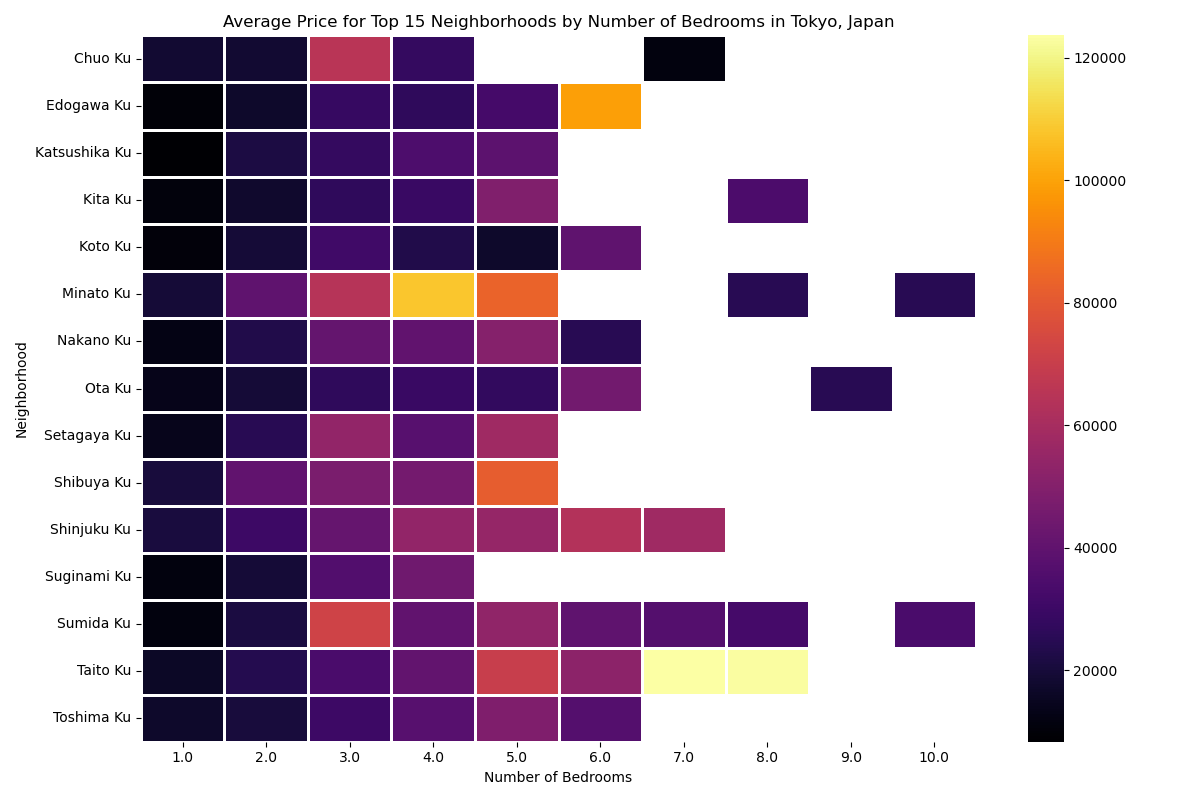 Average Price for Top 15 Neighborhoods by Number of Bedrooms in Tokyo, Japan
Neighborhood
Chuo Ku
Edogawa Ku
Katsushika Ku
Kita Ku
Koto Ku
Minato Ku
Nakano Ku
Ota Ku
Setagaya Ku
Shibuya Ku
Shinjuku Ku
Suginami Ku
Sumida Ku
Taito Ku
Toshima Ku
1.0 2.0 3.0 4.0 5.0 6.0 7.0 8.0 9.0 10.0
Number of Bedrooms
120000
100000
80000
60000
40000
20000